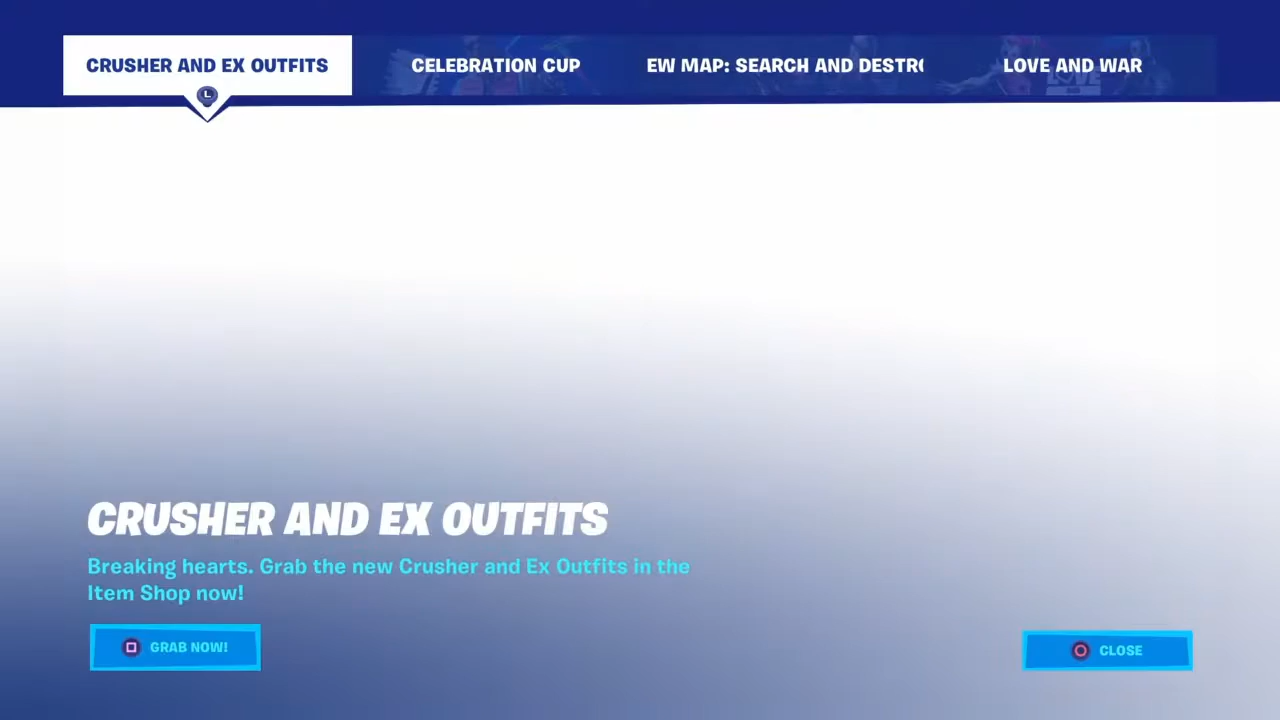 CRUSHER AND EX OUTFITS
CELEBRATION CUP
EW MAP: SEARCH AND DESTR
LOVE AND WAR
L
CRUSHER AND EX OUTFITS
Breaking hearts. Grab the new Crusher and Ex Outfits in the
Item Shop now!
GRAB NOW!
CLOSE